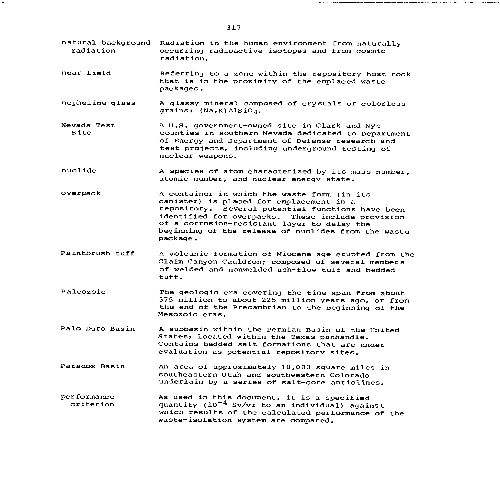 317
natural background Radiation in the human environment from naturally
radiation occurring radioactive isotopes and from cosmic
radiation.
near field Referring to a zone within the repository host rock
that is in the proximity of the emplaced waste
packages.
nepheline glass A glassy mineral composed of crystals of colorless
grains; (Na,K)AlSiO4.
Nevada Test A U.S. government-owned site in Clark and Nye
Site counties in southern Nevada dedicated to Department
of Energy and Department of Defense research and
test projects, including underground testing of
nuclear weapons.
nuclide A species of atom characterized by its mass number,
atomic number, and nuclear energy state.
overpack A container in which the waste form (in its
canister) is placed for emplacement in a
repository. Several potential functions have been
identified for overpacks. These include provision
of a corrosion-resistant layer to delay the
beginning of the release of nuclides from the waste
package.
Paintbrush tuff A volcanic formation of Miocene age erupted from the
Claim Canyon Cauldron; composed of several members
of welded and nonwelded ash-flow tuff and bedded
tuff.
Paleozoic The geologic era covering the time span from about
575 million to about 225 million years ago, or from
the end of the Precambrian to the beginning of the
Mesozoic eras.
Palo Duro Basin A subbasin within the Permian Basin of the United
States; located within the Texas panhandle.
Contains bedded salt formations that are under
evaluation as potential repository sites.
Paradox Basin An area of approximately 10,000 square miles in
southeastern Utah and southwestern Colorado
underlain by a series of salt-core anticlines.
performance As used in this document, it is a specified
criterion quantity (10-4 Sv/yr to an individual) against
which results of the calculated performance of the
waste-isolation system are compared.